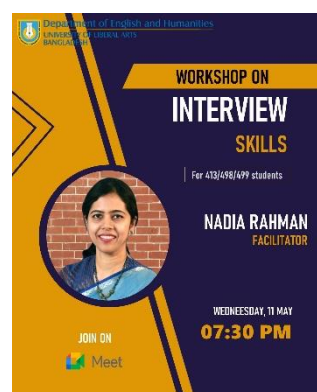 Department of English and Humanities
UNIVERSITY OF LIBERAL ARTS
BANGLADESH
WORKSHOP ON
INTERVIEW
SKILLS
For 413/498/499 students
NADIA RAHMAN
FACILITATOR
WEDNEESDAY, 11 MAY
07:30 PM
JOIN ON
Meet